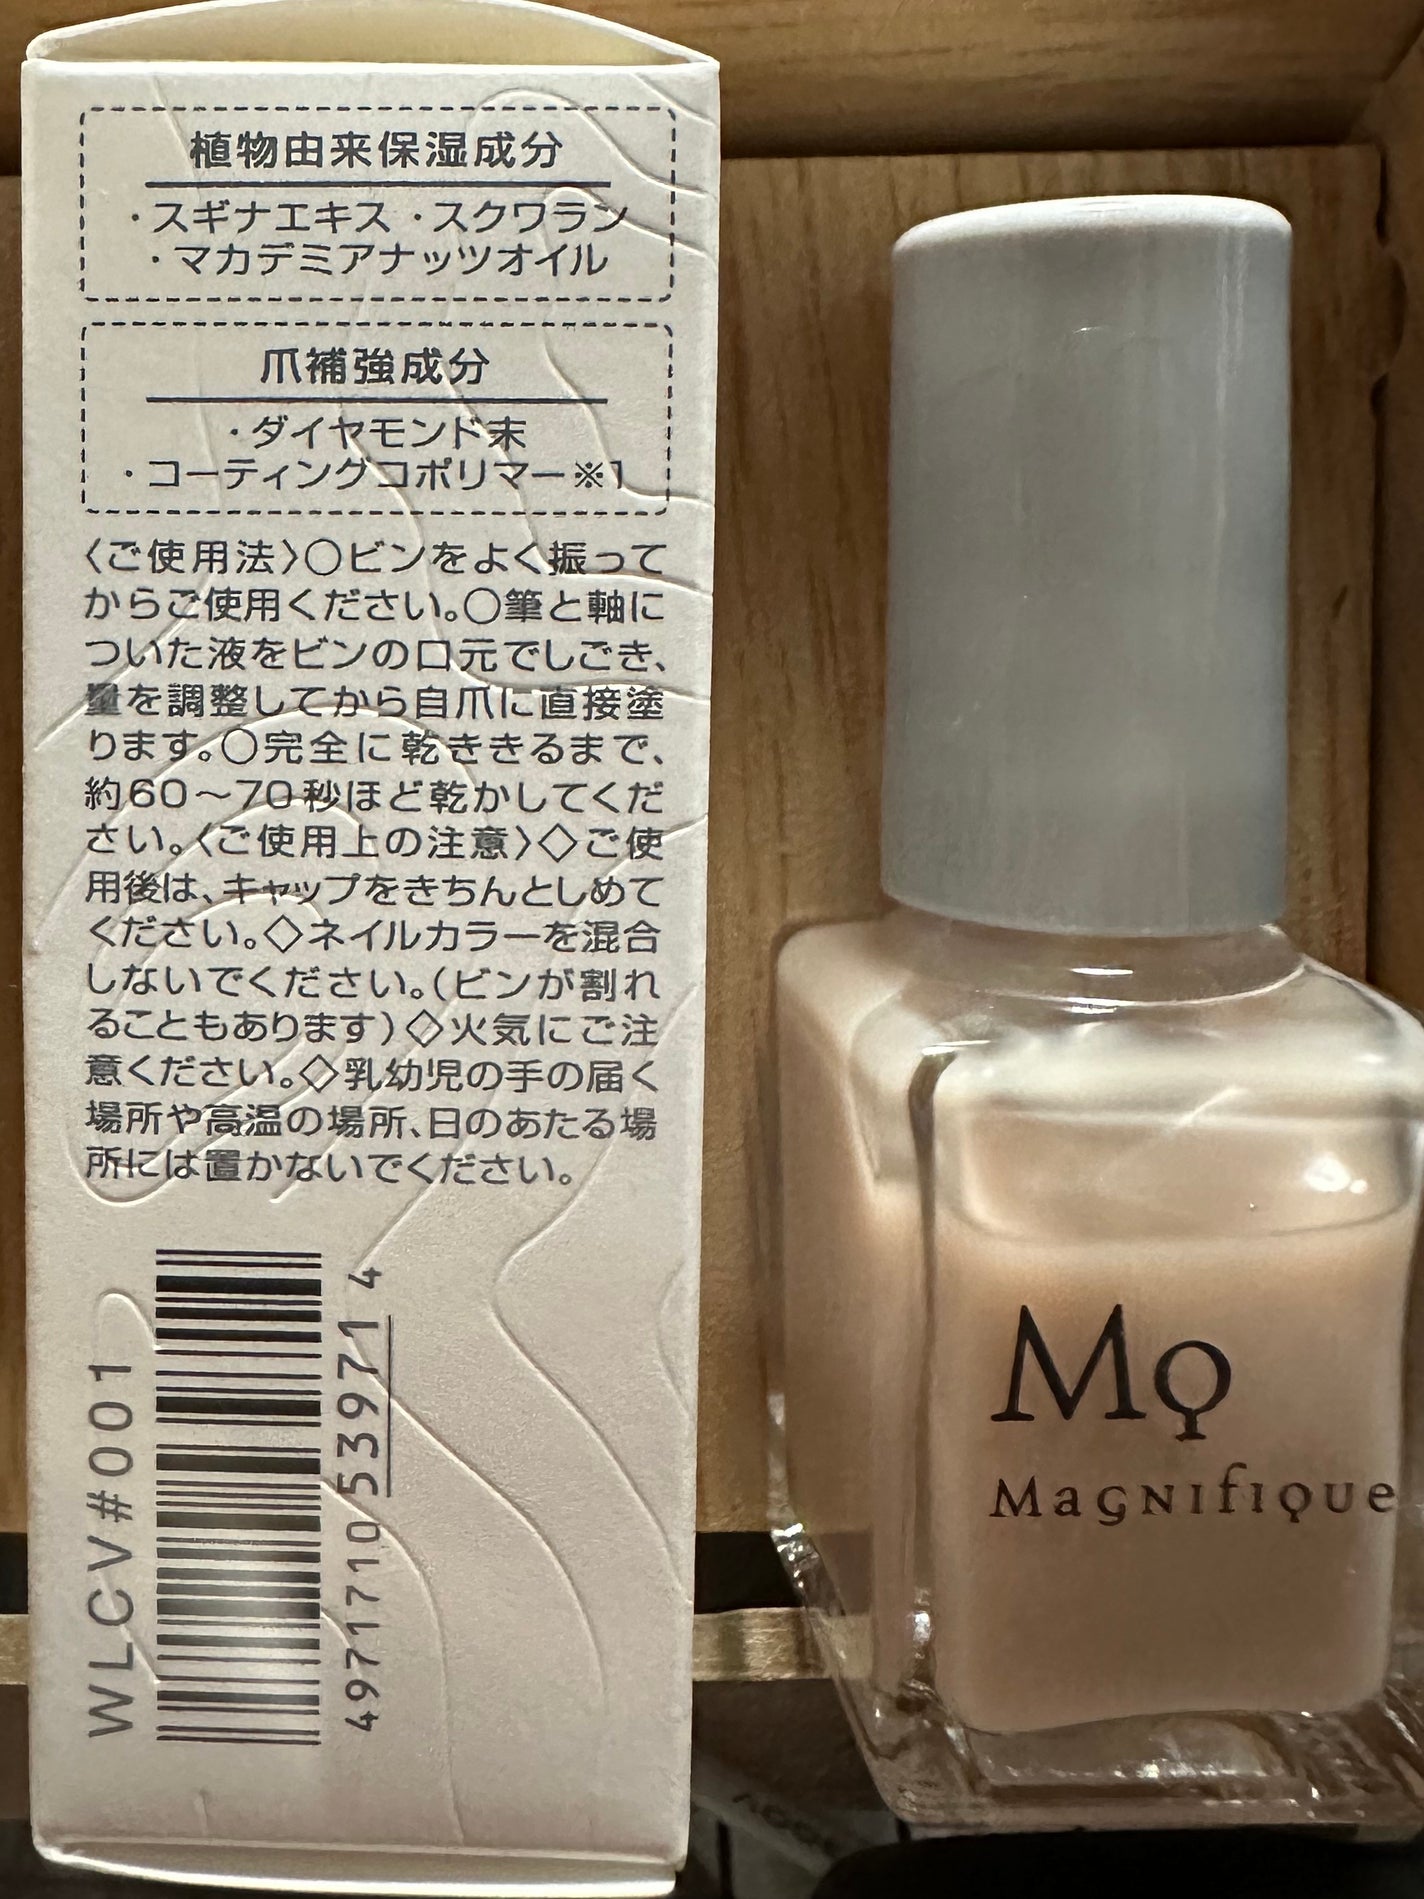 植物由来保湿成分
・スギナエキス ・スクワラン
・マカデミアナッツオイル
爪補強成分
・ダイヤモンド末
・コーティングコポリマー※1
〈ご使用法〉○ビンをよく振って
からご使用ください。○筆と軸に
ついた液をビンの口元でしごき、
量を調整してから自爪に直接塗
ります。○完全に乾ききるまで、
約60～70秒ほど乾かしてくだ
さい。〈ご使用上の注意〉◇ご使
用後は、キャップをきちんとしめて
ください。◇ネイルカラーを混合
しないでください。(ビンが割れ
ることもあります)◇火気にご注
意ください。◇乳幼児の手の届く
場所や高温の場所、日のあたる場
所には置かないでください。
WLCV#001
4971710539714
MQ
Magnifique